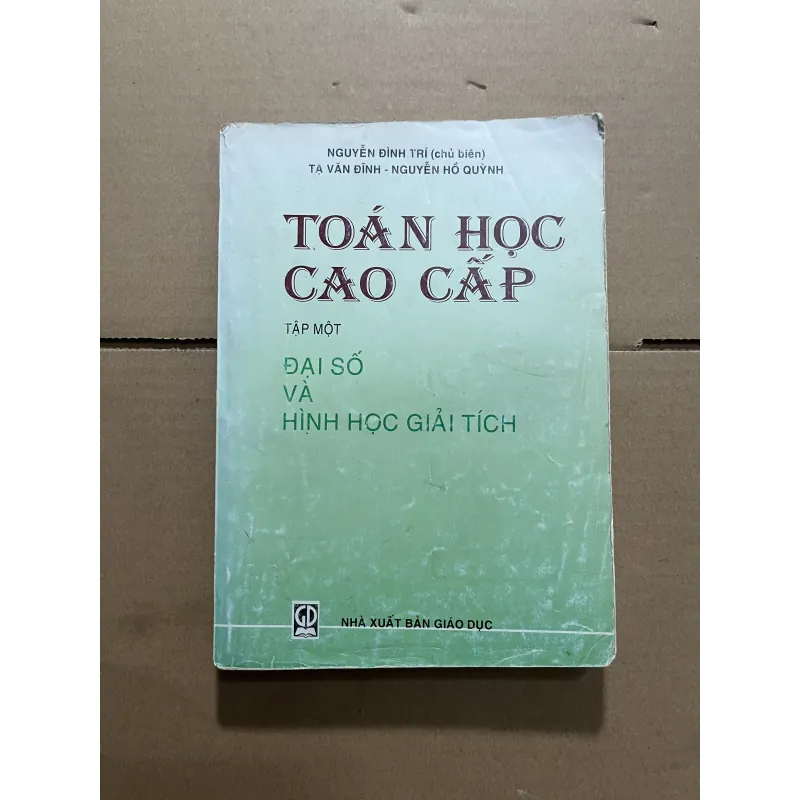 NGUYỄN ĐÌNH TRÍ (chủ biên)
TẠ VĂN ĐĨNH - NGUYỄN HỒ QUỲNH
TOÁN HỌC
CAO CẤP
TẬP MỘT
ĐẠI SỐ
VÀ
HÌNH HỌC GIẢI TÍCH
GD
NHÀ XUẤT BẢN GIÁO DỤC